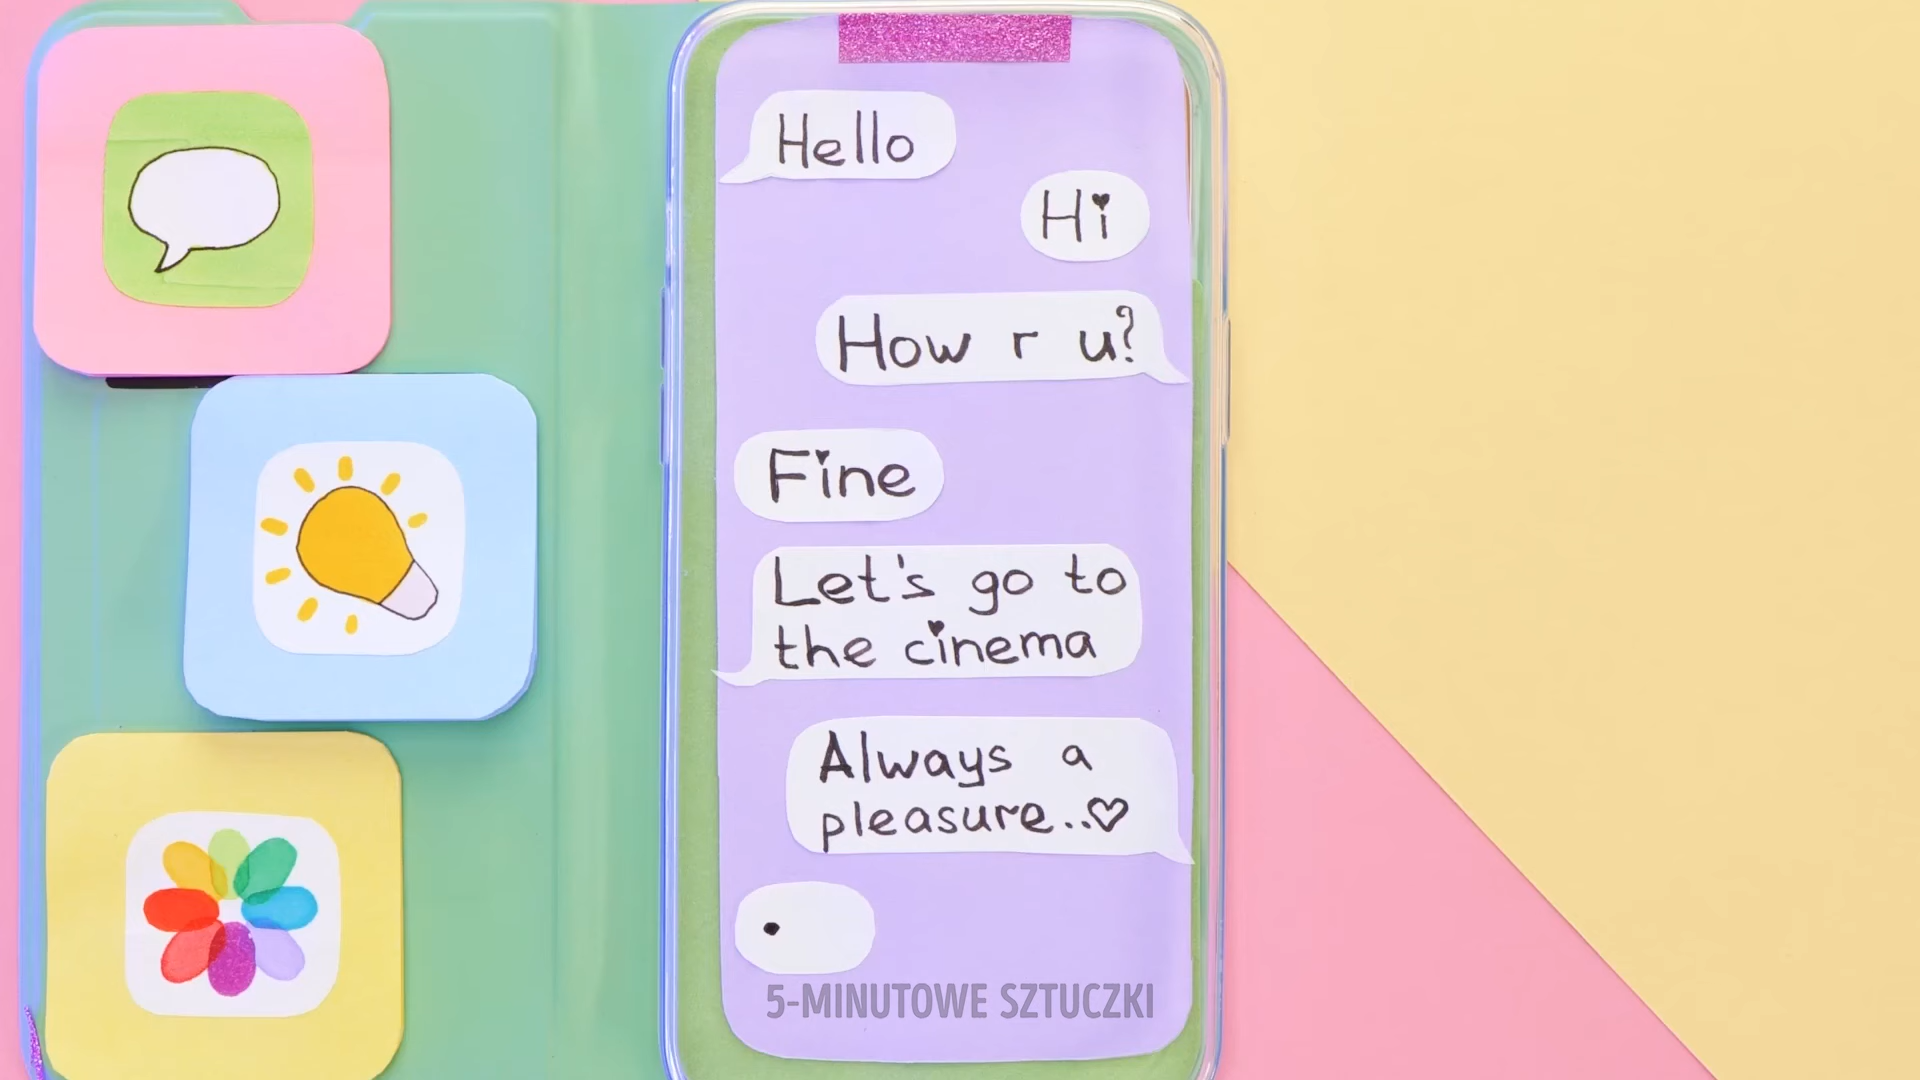 Hello
Hi
How r u?
Fine
Let's go to
the cinema
Always a
pleasure..♡
5-MINUTOWE SZTUCZKI